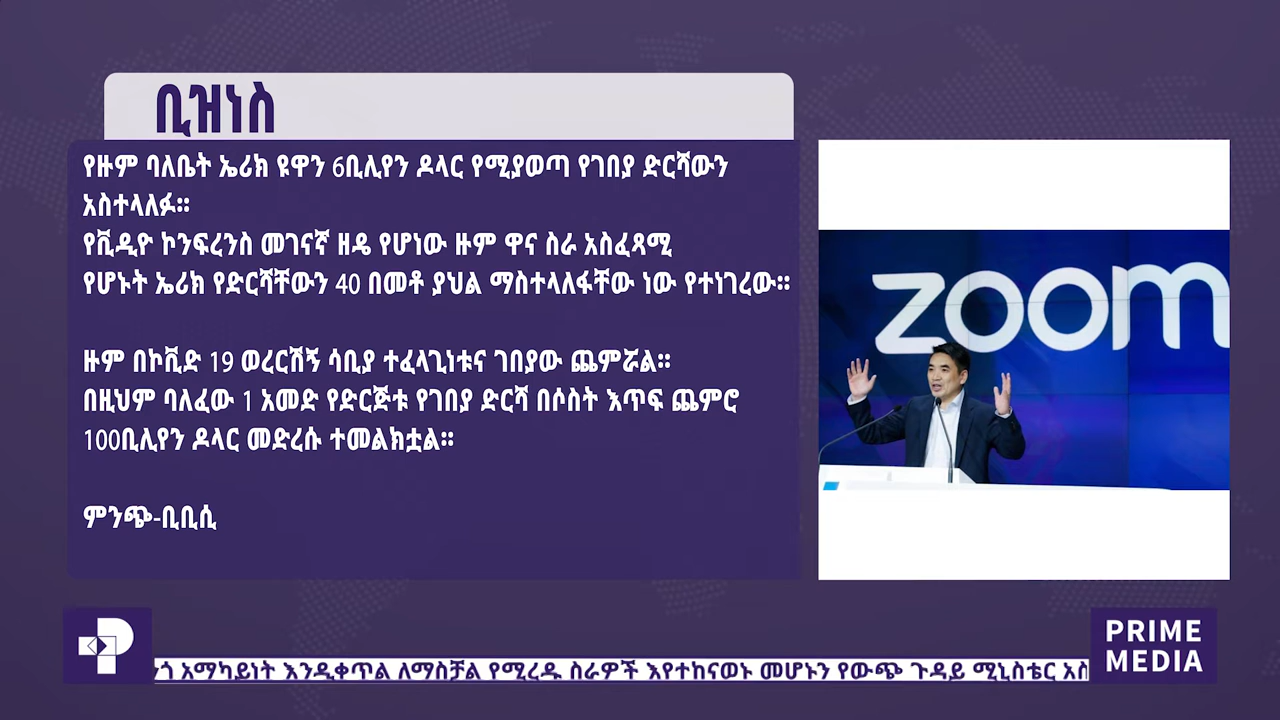 ቢዝነስ
የዙም ባለቤት ኤሪክ ዩዋን 6ቢሊየን ዶላር የሚያወጣ የገበያ ድርሻውን
አስተላለፉ።
የቪዲዮ ኮንፍረንስ መገናኛ ዘዴ የሆነው ዙም ዋና ስራ አስፈጻሚ
የሆኑት ኤሪክ የድርሻቸውን 40 በመቶ ያህል ማስተላለፋቸው ነው የተነገረው።
ዙም በኮቪድ 19 ወረርሽኝ ሳቢያ ተፈላጊነቱና ገበያው ጨምሯል።
በዚህም ባለፈው 1 አመድ የድርጅቱ የገበያ ድርሻ በሶስት እጥፍ ጨምሮ
100ቢሊየን ዶላር መድረሱ ተመልክቷል።
ምንጭ-ቢቢሲ
zoom
PRIME
MEDIA
አማካይነት እንዲቀጥል ለማስቻል የሚረዱ ስራዎች እየተከናወኑ መሆኑን የውጭ ጉዳይ ሚኒስቴር